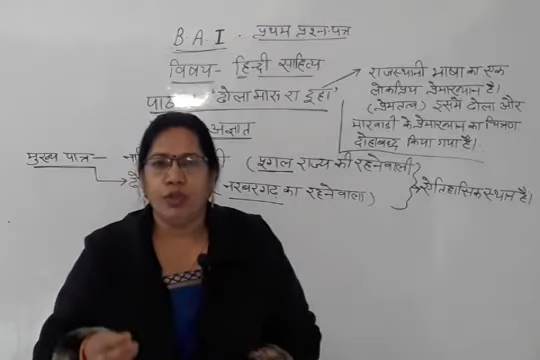 B.A.I. प्रथम प्रश्न-पत्र
विषय- हिन्दी साहित्य
पाठ 'ढोला मारू रा दूहा'
राजस्थानी भाषा का एक
लोकप्रिय प्रेमाख्यान है।
(प्रेमतत्व) इसमें ढोला और
मारवाड़ी के प्रेमाख्यान का चित्रण
दोहाबद्ध किया गया है।
अज्ञात
मुख्य पात्र- (पूगल राज्य की रहनेवाली)
नरवरगढ़ का रहनेवाला)
ऐतिहासिक स्थान है।